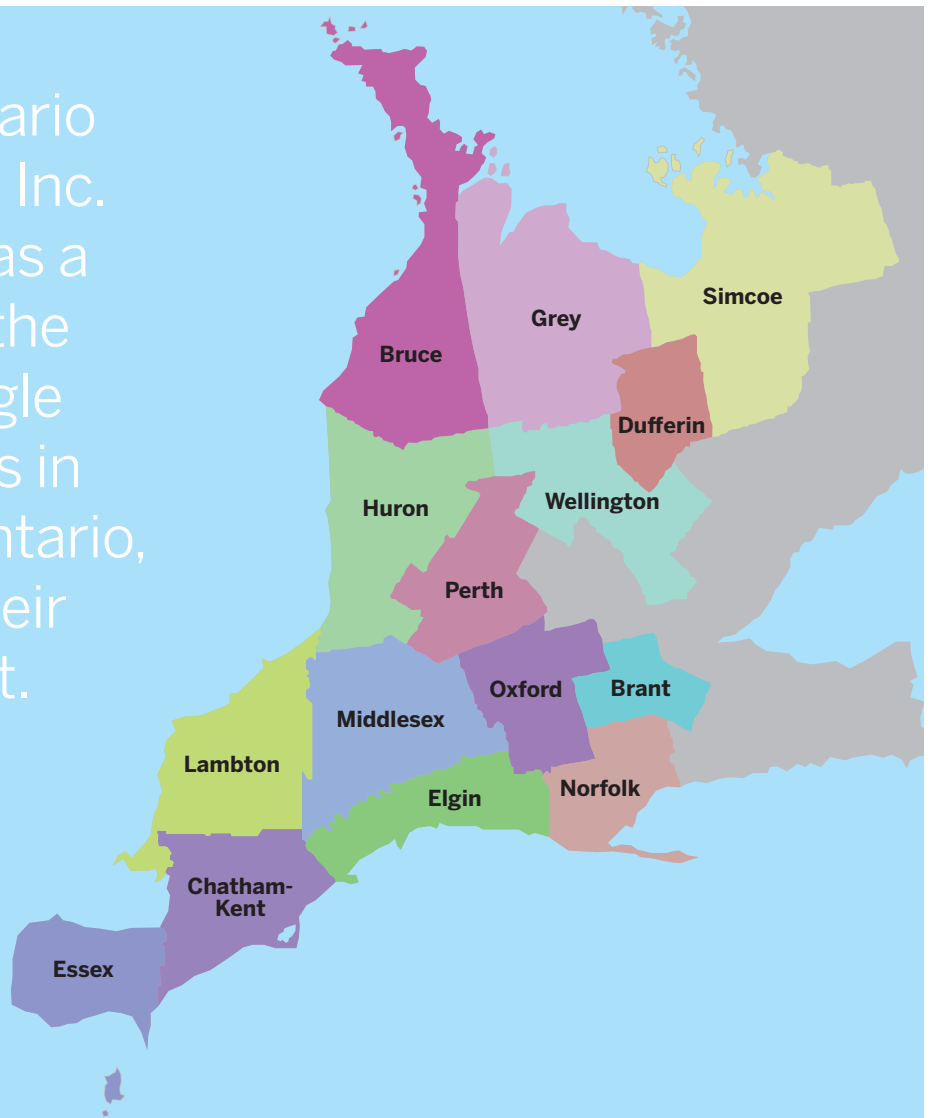 ario
Inc.
as a
the
gle
s in
ntario,
eir
t.
Simcoe
Grey
Bruce
Dufferin
Wellington
Huron
Perth
Oxford
Brant
Middlesex
Lambton
Norfolk
Elgin
Chatham-
Kent
Essex